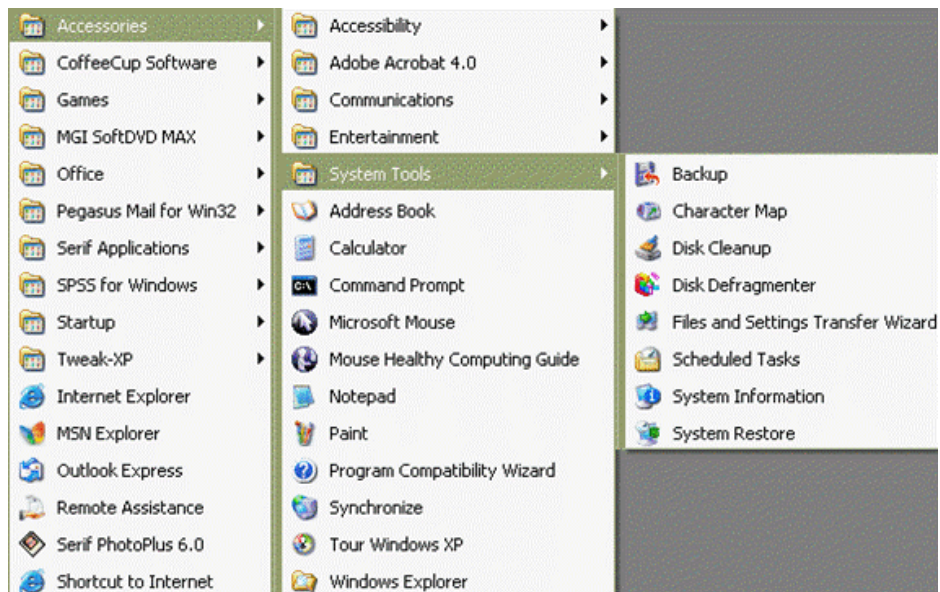 Accessories
CoffeeCup Software
Games
MGI SoftDVD MAX
Office
Pegasus Mail for Win32
Serif Applications
SPSS for Windows
Startup
Tweak-XP
Internet Explorer
MSN Explorer
Outlook Express
Remote Assistance
Serif PhotoPlus 6.0
Shortcut to Internet
Accessibility
Adobe Acrobat 4.0
Communications
Entertainment
System Tools
Address Book
Calculator
Command Prompt
Microsoft Mouse
Mouse Healthy Computing Guide
Notepad
Paint
Program Compatibility Wizard
Synchronize
Tour Windows XP
Windows Explorer
Backup
Character Map
Disk Cleanup
Disk Defragmenter
Files and Settings Transfer Wizard
Scheduled Tasks
System Information
System Restore